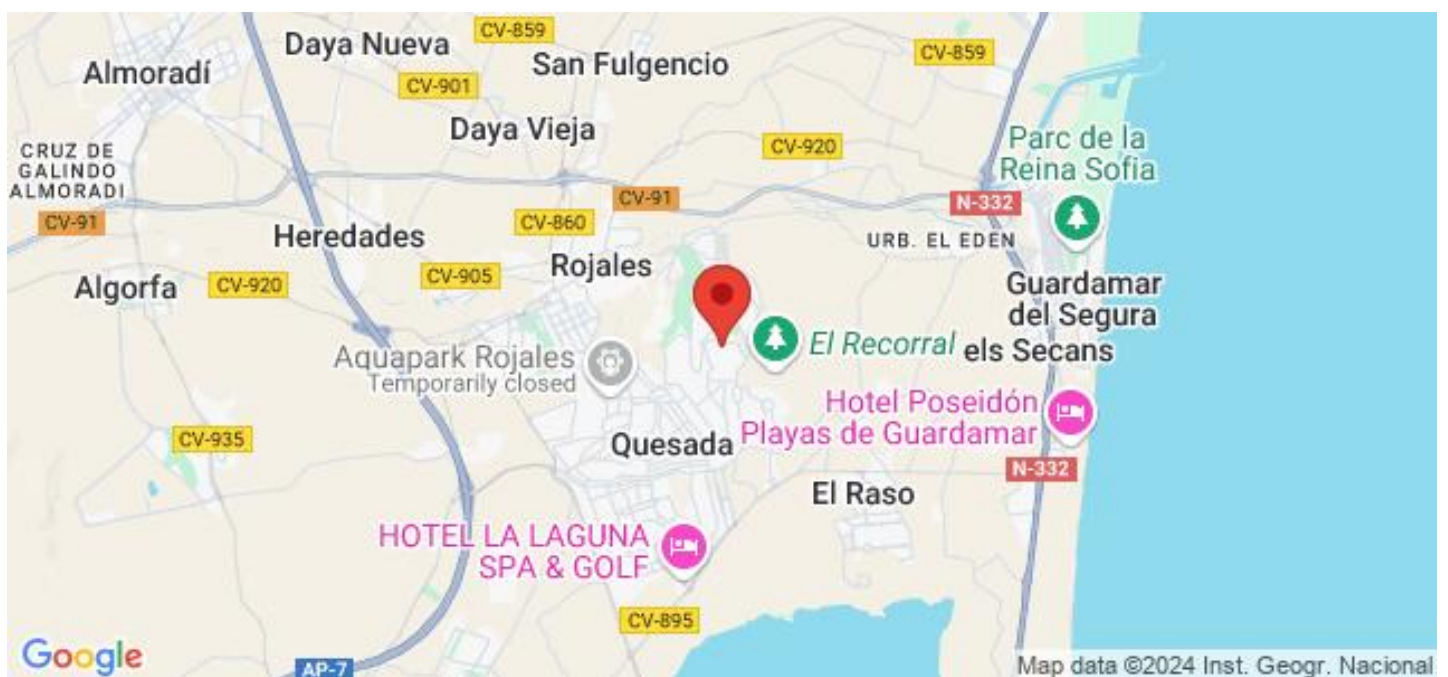 Daya Nueva
CV-859
CV-859
Almoradí
San Fulgencio
CV-901
Daya Vieja
CV-920
Parc de la
Reina Sofia
CRUZ DE
GALINDO
ALMORADI
CV-91
N-332
CV-91
CV-860
Heredades
URB. EL EDEN
Rojales
CV-905
Algorfa
CV-920
Guardamar
del Segura
El Recorral
els Secans
Aquapark Rojales
Temporarily closed
Hotel Poseidón
Playas de Guardamar
CV-935
Quesada
N-332
El Raso
HOTEL LA LAGUNA
SPA & GOLF
CV-895
Google
AP-7
Map data ©2024 Inst. Geogr. Nacional